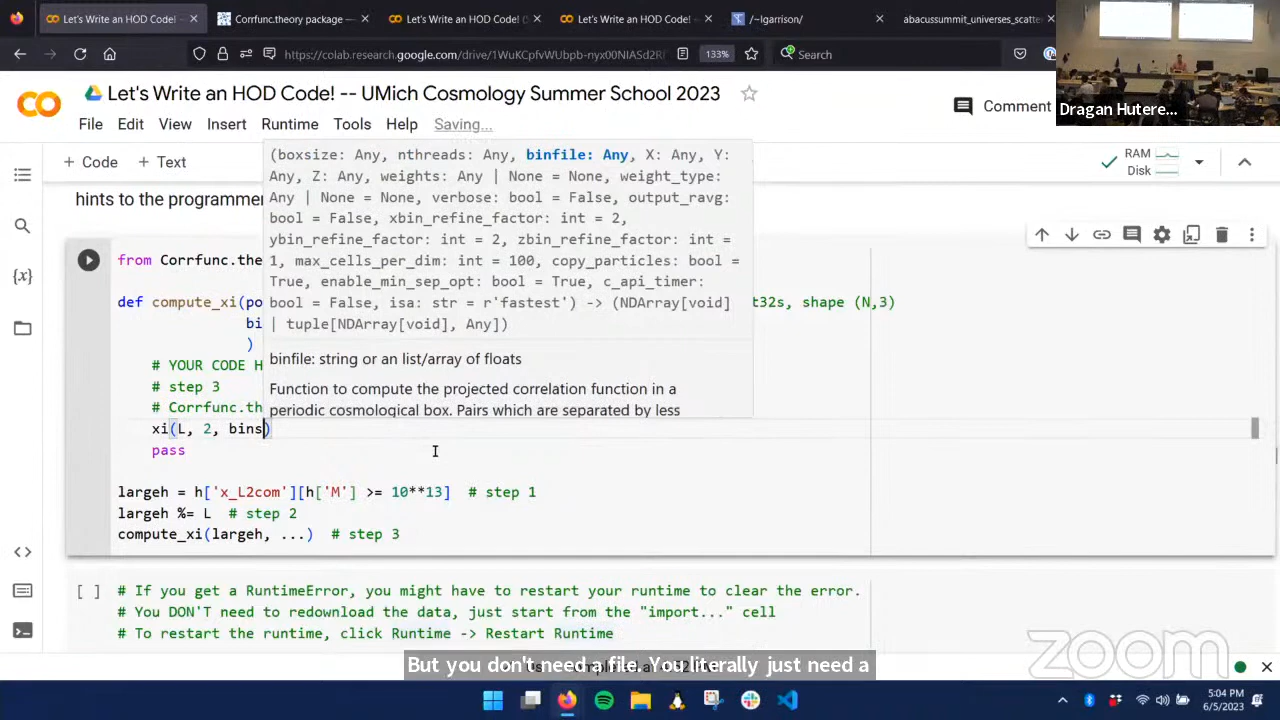 Let's Write an HOD Code! -- U
Corrfunc.theory package —
Let's Write an HOD Code! -- U
Let's Write an HOD Code! -- U
/~lgarrison/
abacussummit_universes_scatte
https://colab.research.google.com/drive/
133%
Search
Dragan Hutere...
CO
Let's Write an HOD Code! -- UMich Cosmology Summer School 2023
Comment
File Edit View Insert Runtime Tools Help Saving...
+ Code + Text
RAM
Disk
hints to the programmer
(boxsize: Any, nthreads: Any, binfile: Any, X: Any, Y:
Any, Z: Any, weights: Any | None = None, weight_type:
Any | None = None, verbose: bool = False, output_ravg:
bool = False, xbin_refine_factor: int = 2,
ybin_refine_factor: int = 2, zbin_refine_factor: int =
1, max_cells_per_dim: int = 100, copy_particles: bool =
True, enable_min_sep_opt: bool = True, c_api_timer:
bool = False, isa: str = r'fastest') -> (NDArray[void]
| tuple[NDArray[void], Any])
binfile: string or an list/array of floats
Function to compute the projected correlation function in a
periodic cosmological box. Pairs which are separated by less
from Corrfunc.the
def compute_xi(po
t32s, shape (N,3)
bi
)
# YOUR CODE H
# step 3
# Corrfunc.th
xi(L, 2, bins)
pass
largeh = h['x_L2com'][h['M'] >= 10**13] # step 1
largeh %= L # step 2
compute_xi(largeh, ...) # step 3
[ ] # If you get a RuntimeError, you might have to restart your runtime to clear the error.
# You DON'T need to redownload the data, just start from the "import..." cell
# To restart the runtime, click Runtime -> Restart Runtime
But you don't need a file. You literally just need a
zoom
5:04 PM
6/5/2023